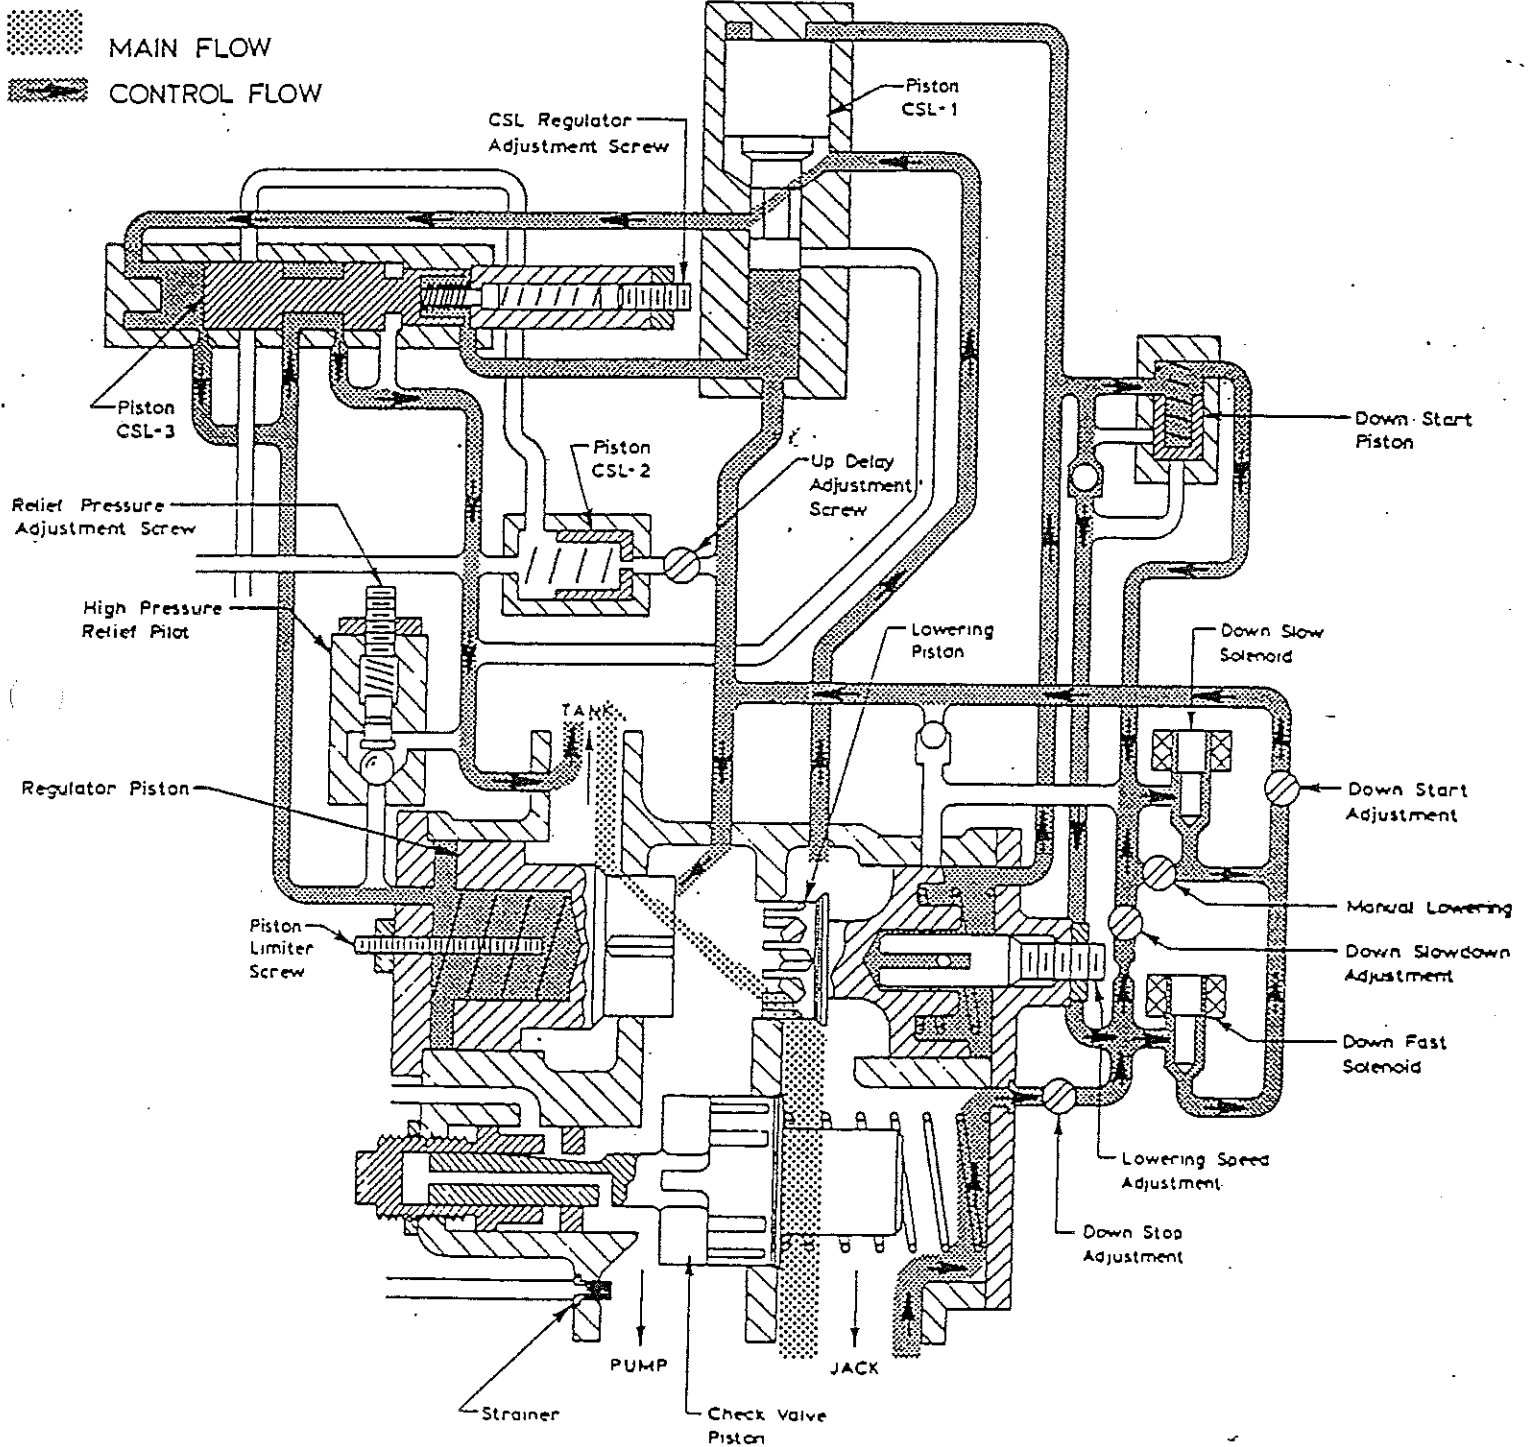 MAIN FLOW
CONTROL FLOW
CSL Regulator
Adjustment Screw
Piston
CSL-1
Piston
CSL-3
Piston
CSL-2
Up Delay
Adjustment
Screw
Down Start
Piston
Relief Pressure
Adjustment Screw
High Pressure
Relief Pilot
Lowering
Piston
Down Slow
Solenoid
TANK
Regulator Piston
Down Start
Adjustment
Piston
Limiter
Screw
Manual Lowering
Down Slowdown
Adjustment
Down Fast
Solenoid
Lowering Speed
Adjustment
Down Stop
Adjustment
PUMP
JACK
Strainer
Check Valve
Piston